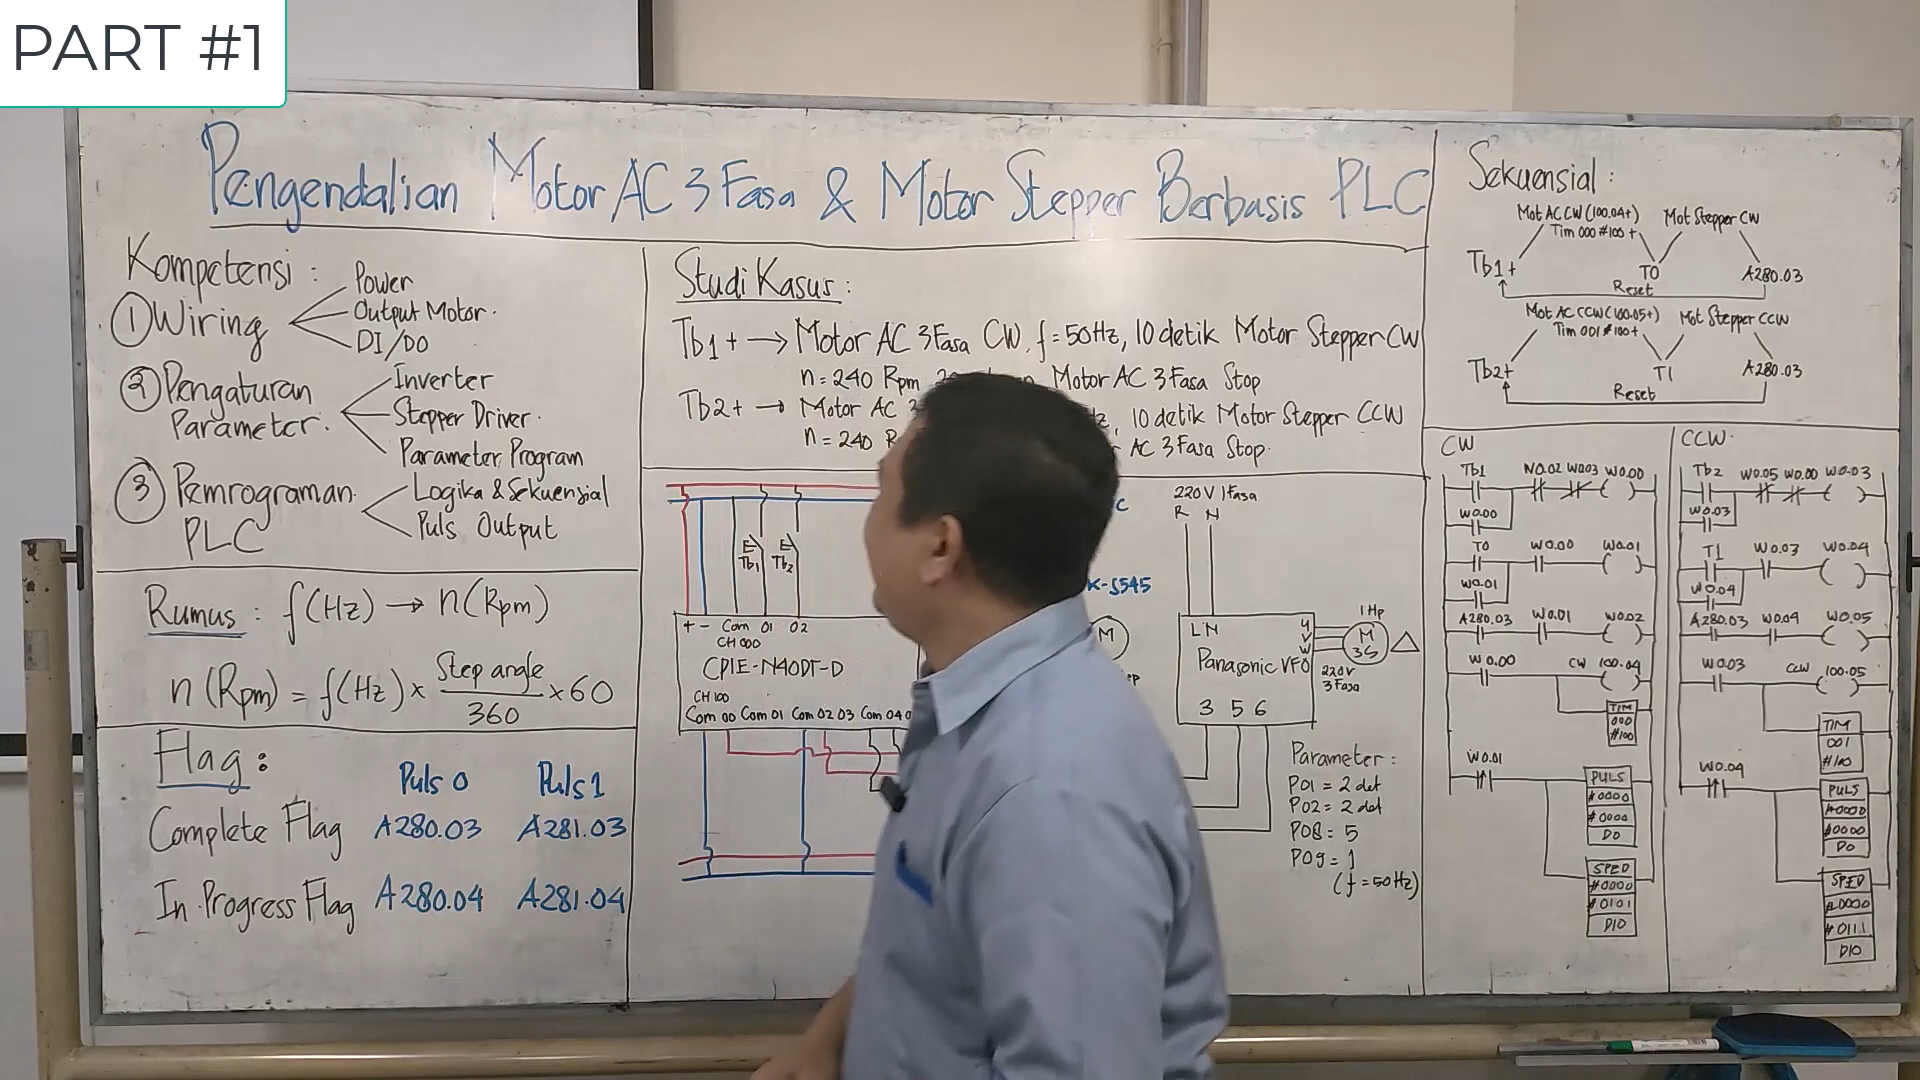 PART #1
Pengendalian Motor AC 3 Fasa & Motor Stepper Berbasis PLC
Kompetensi :
① Wiring
Power
Output Motor.
DI/DO
② Pengaturan
Parameter.
Inverter
Stepper Driver.
Parameter Program
③ Pemrograman
PLC
Logika & Sekuensial
Puls Output
Rumus : f(Hz) → n(Rpm)
n (Rpm) = f(Hz) × Step angle
360
× 60
Flag :
Puls 0 Puls 1
Complete Flag A280.03 A281.03
In Progress Flag A280.04 A281.04
Studi Kasus :
Tb1+ → Motor AC 3 Fasa CW, f = 50Hz, 10 detik Motor Stepper CW
n = 240 Rpm Motor AC 3 Fasa Stop
Tb2+ → Motor AC 10 detik Motor Stepper CCW
n = 240 AC 3 Fasa Stop.
Tb1 Tb2
+ - Com 01 02
CH000
CP1E-N40DT-D
CH100
Com 00 Com 01 Com 02 03 Com 04
-S545
M
220V 1 Fasa
R N
LN
U
V
W
Panasonic VFO
3 5 6
1Hp
M
3S
220V
3 Fasa
Parameter :
P01 = 2 det
P02 = 2 det
P08 = 5
P09 = 1
(f = 50Hz)
Sekuensial :
Mot AC CW (100.04+) Mot Stepper CW
Tim 000 #100 +
Tb1+ T0 A280.03
Reset
Mot AC CCW (100.05+) Mot Stepper CCW
Tim 001 #100+
Tb2+ T1 A280.03
Reset
CW
Tb1 W0.02 W0.03 W0.00
W0.00
T0 W0.00 W0.01
W0.01
A280.03 W0.01 W0.02
W0.00 CW 100.04
TIM
000
#100
W0.01
PULS
#0000
#0000
D0
SPED
#0000
#0101
D10
CCW.
Tb2 W0.05 W0.00 W0.03
W0.03
T1 W0.03 W0.04
W0.04
A280.03 W0.04 W0.05
W0.03 CCW 100.05
TIM
001
#100
W0.04
PULS
#0000
#0000
D0
SPED
#0000
#0111
D10